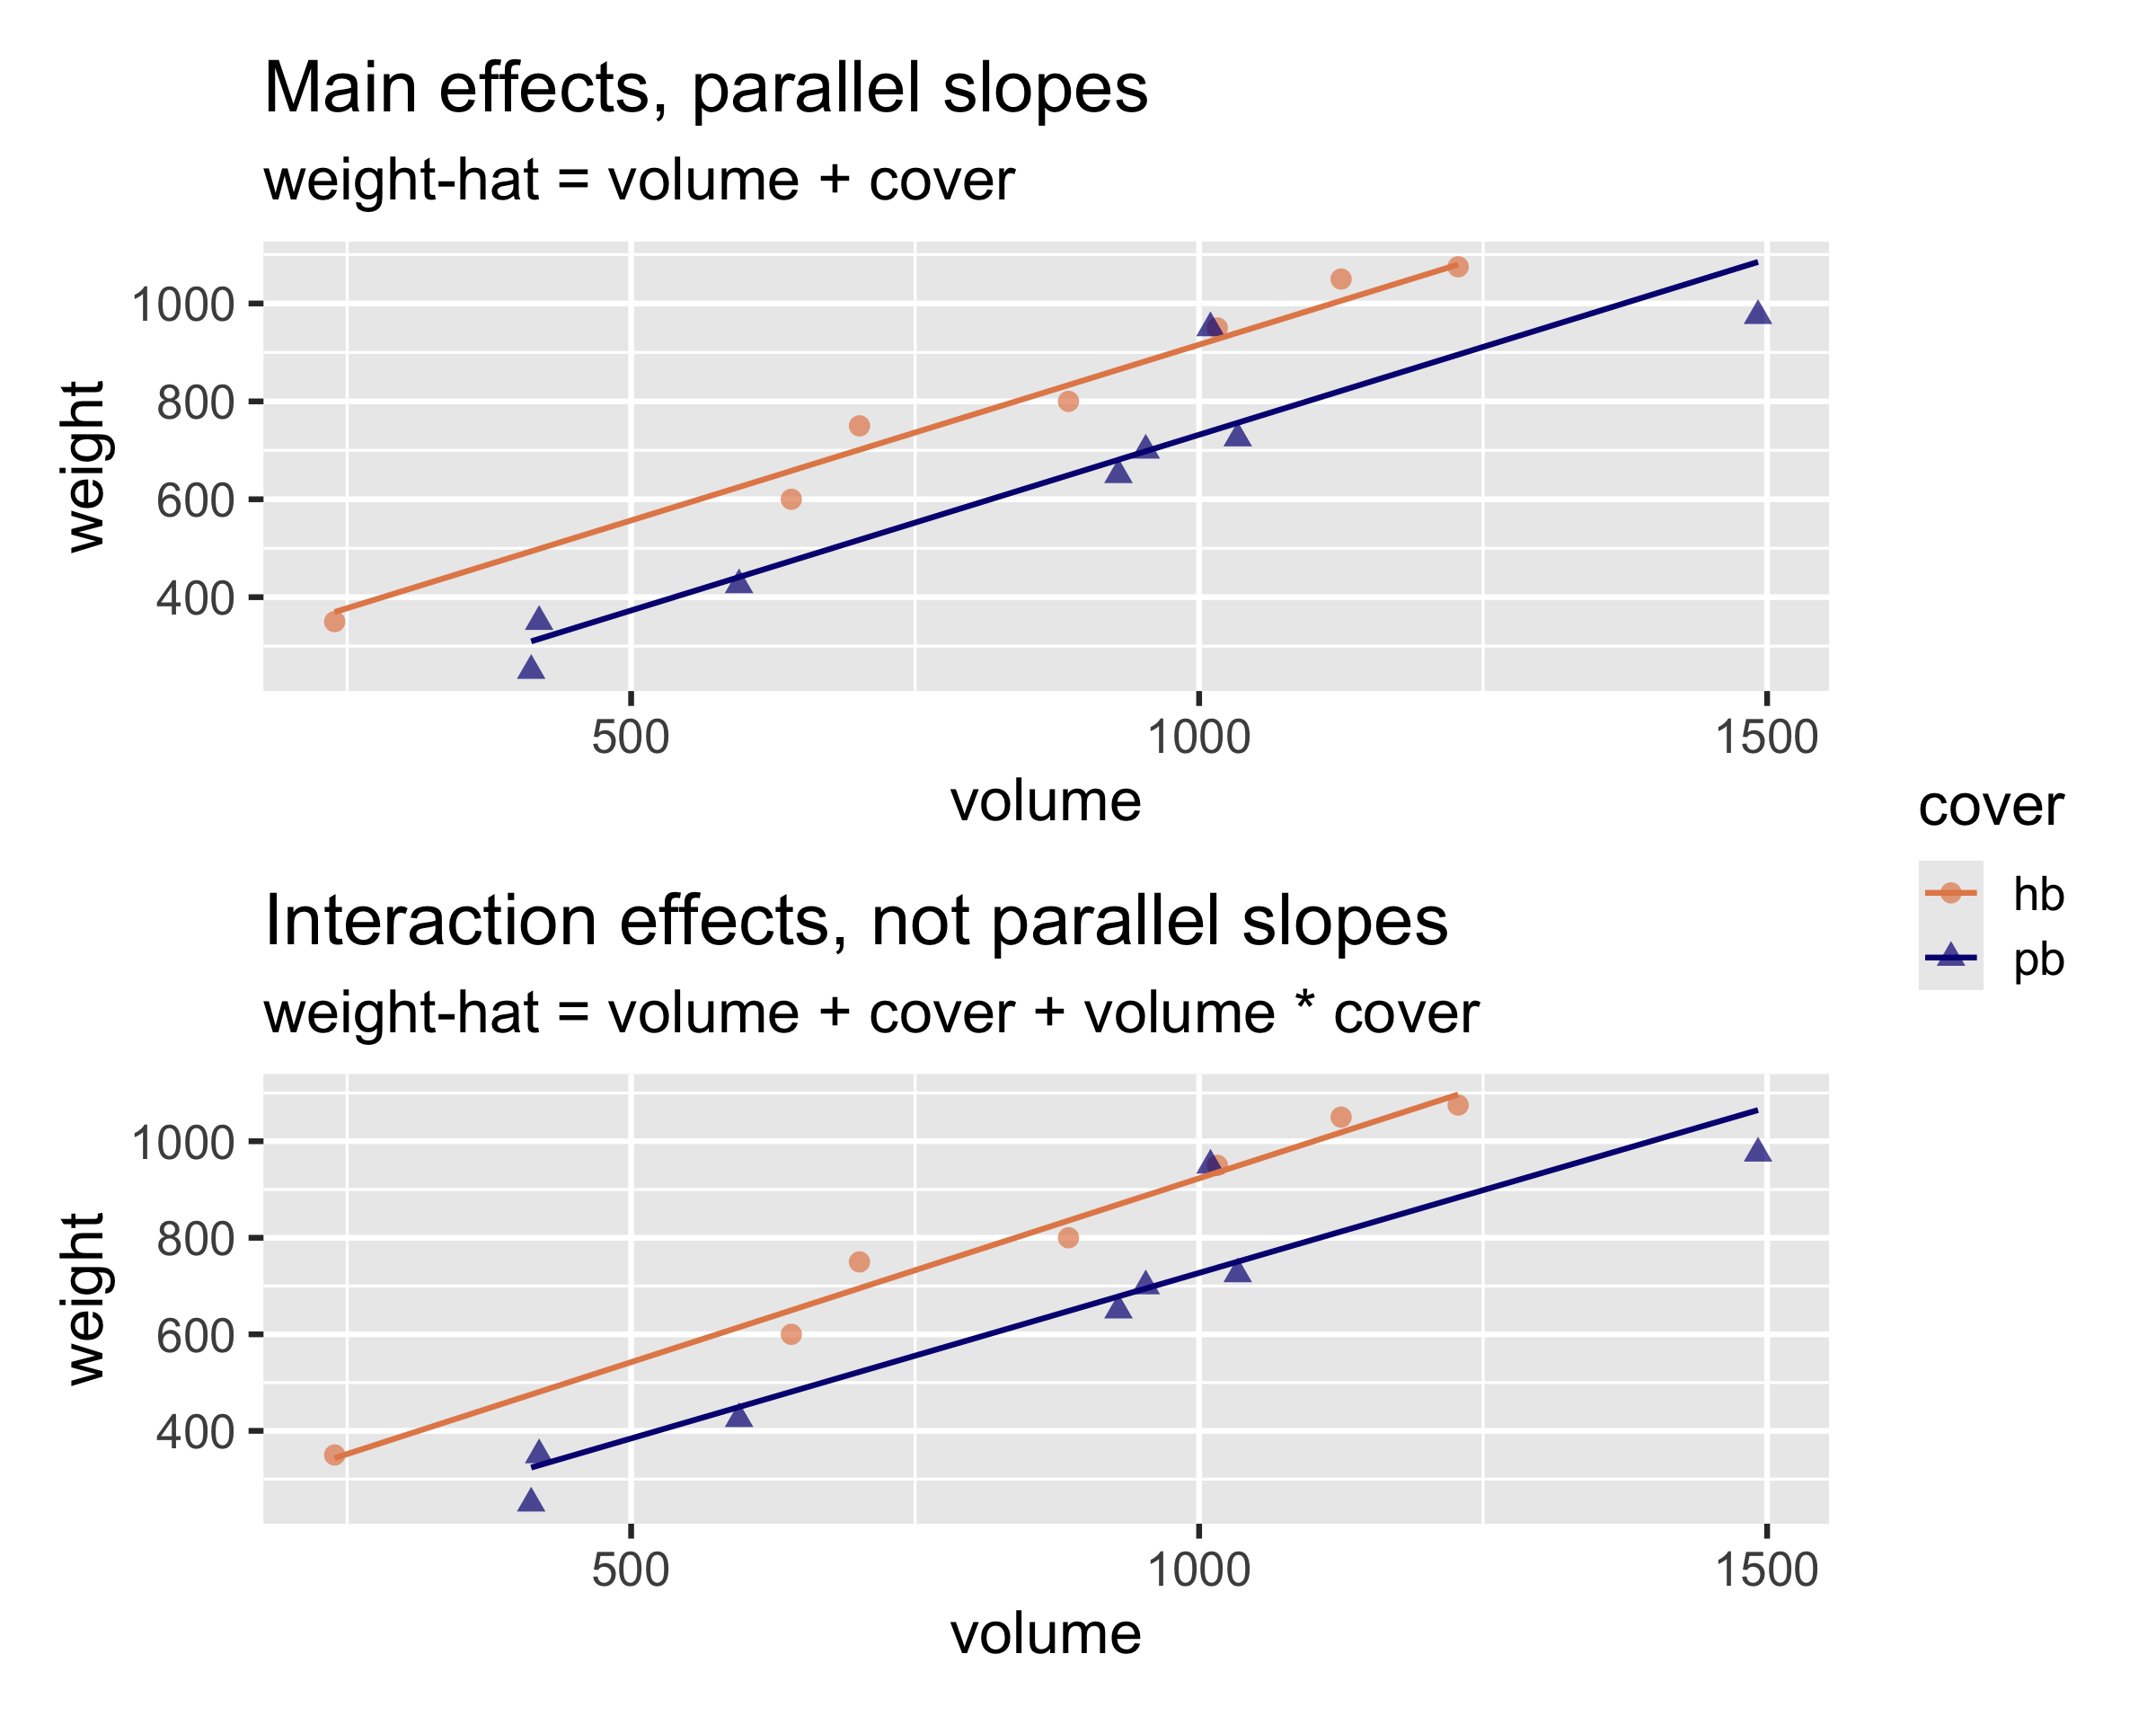 Main effects, parallel slopes
weight-hat = volume + cover
1000
800
600
400
weight
500 1000 1500
volume
Interaction effects, not parallel slopes
weight-hat = volume + cover + volume * cover
1000
800
600
400
weight
500 1000 1500
volume
cover
hb
pb